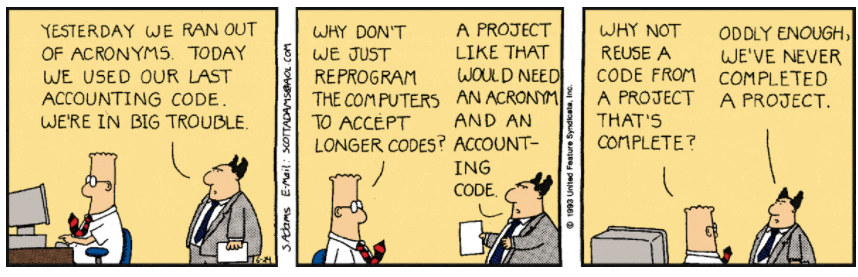 YESTERDAY WE RAN OUT
OF ACRONYMS. TODAY
WE USED OUR LAST
ACCOUNTING CODE.
WE'RE IN BIG TROUBLE.
6-24
S.Adams E-Mail: SCOTTADAMS@AOL.COM
WHY DON'T
WE JUST
REPROGRAM
THE COMPUTERS
TO ACCEPT
LONGER CODES?
A PROJECT
LIKE THAT
WOULD NEED
AN ACRONYM
AND AN
ACCOUNT-
ING
CODE.
© 1993 United Feature Syndicate, Inc.
WHY NOT
REUSE A
CODE FROM
A PROJECT
THAT'S
COMPLETE?
ODDLY ENOUGH,
WE'VE NEVER
COMPLETED
A PROJECT.